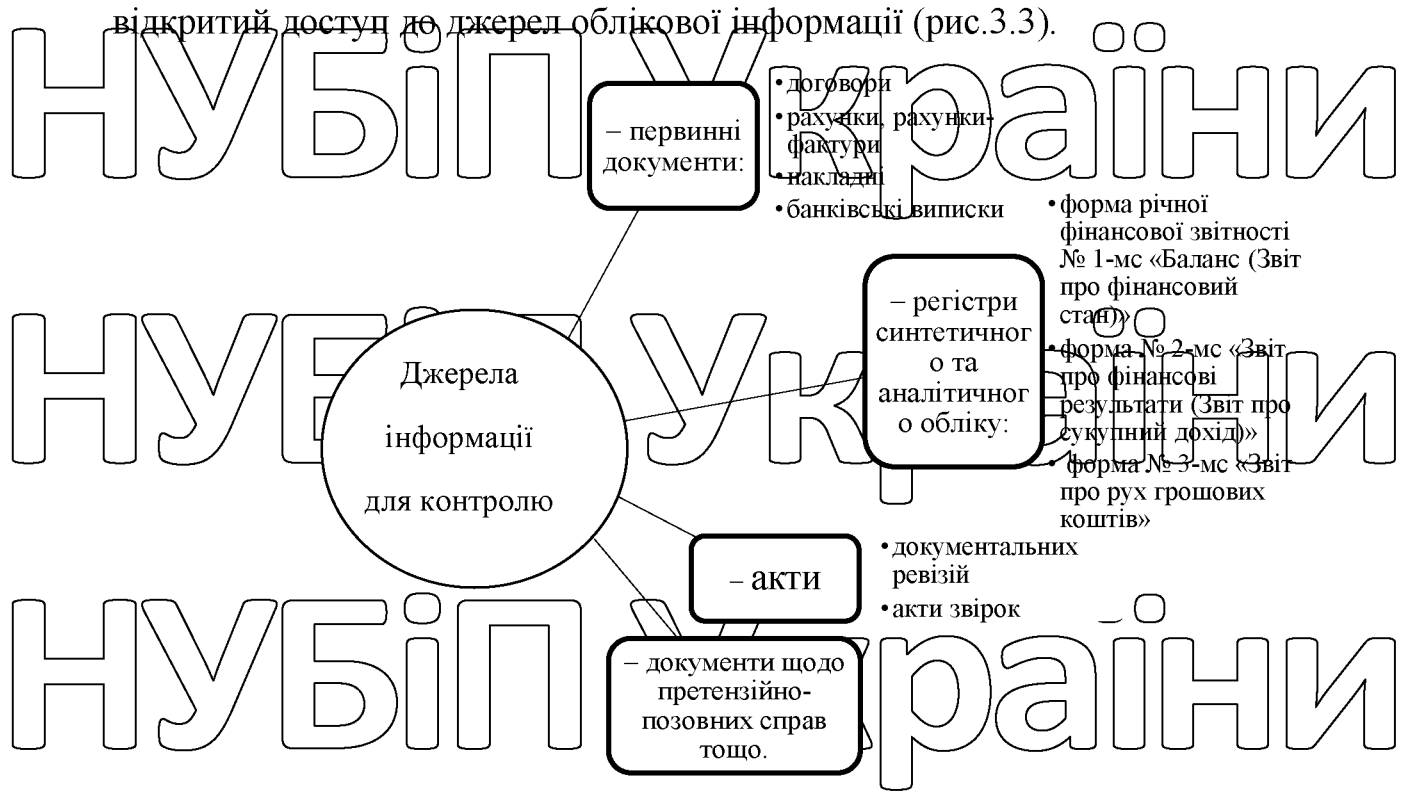 відкритий доступ до джерел облікової інформації (рис.3.3).
НУБіП України
– первинні
документи:
•договори
•рахунки, рахунки-
фактури
•накладні
•банківські виписки
НУБіП України
Джерела
інформації
для контролю
– регістри
синтетичног
о та
аналітичног
о обліку:
•форма річної
фінансової звітності
№ 1-мс «Баланс (Звіт
про фінансовий
стан)»
•форма № 2-мс «Звіт
про фінансові
результати (Звіт про
сукупний дохід)»
• форма № 3-мс «Звіт
про рух грошових
коштів»
– акти
•документальних
ревізій
•акти звірок
НУБіП України
– документи щодо
претензійно-
позовних справ
тощо.